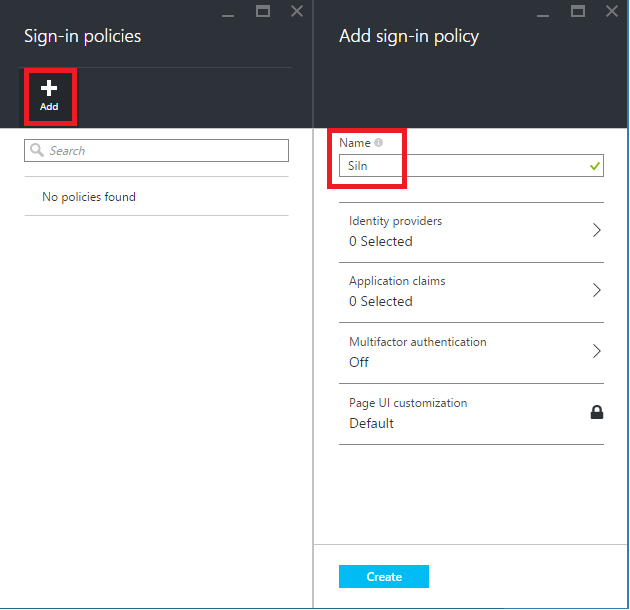 Sign-in policies
Add
Search
No policies found
Add sign-in policy
Name
SiIn
Identity providers
0 Selected
Application claims
0 Selected
Multifactor authentication
Off
Page UI customization
Default
Create